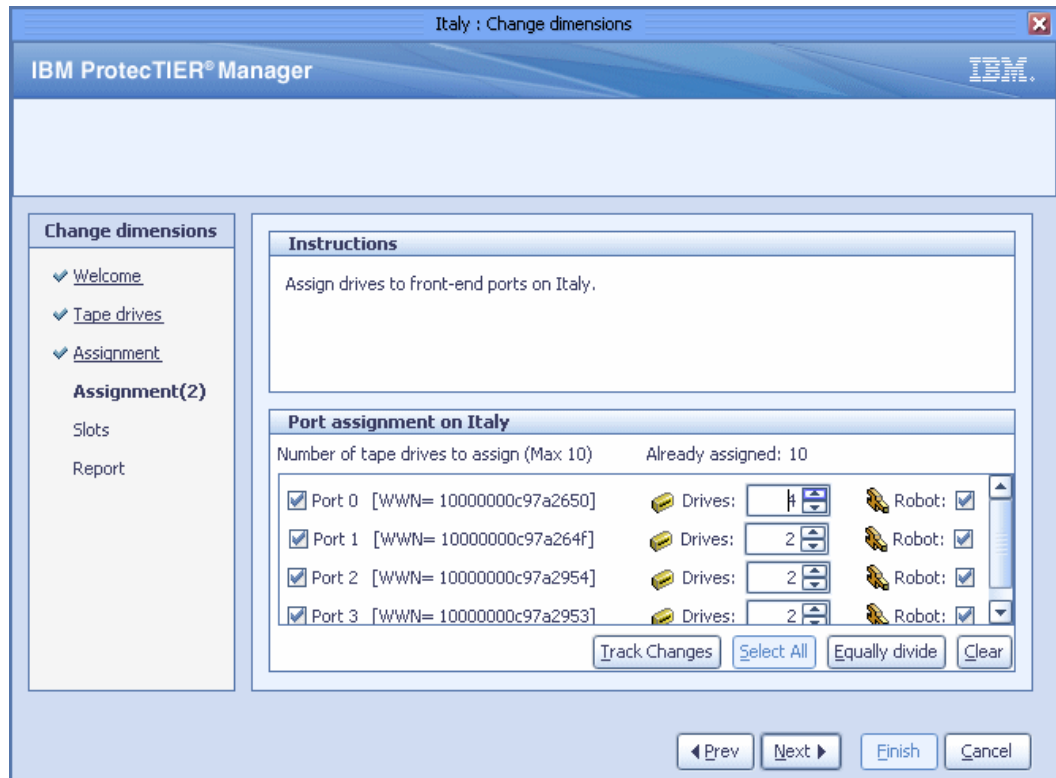 Italy : Change dimensions
IBM ProtecTIER® Manager
IBM.
Change dimensions
Welcome
Tape drives
Assignment
Assignment(2)
Slots
Report
Instructions
Assign drives to front-end ports on Italy.
Port assignment on Italy
Number of tape drives to assign (Max 10) Already assigned: 10
Port 0 [WWN= 10000000c97a2650] Drives: 4 Robot:
Port 1 [WWN= 10000000c97a264f] Drives: 2 Robot:
Port 2 [WWN= 10000000c97a2954] Drives: 2 Robot:
Port 3 [WWN= 10000000c97a2953] Drives: 2 Robot:
Track Changes Select All Equally divide Clear
Prev Next Finish Cancel